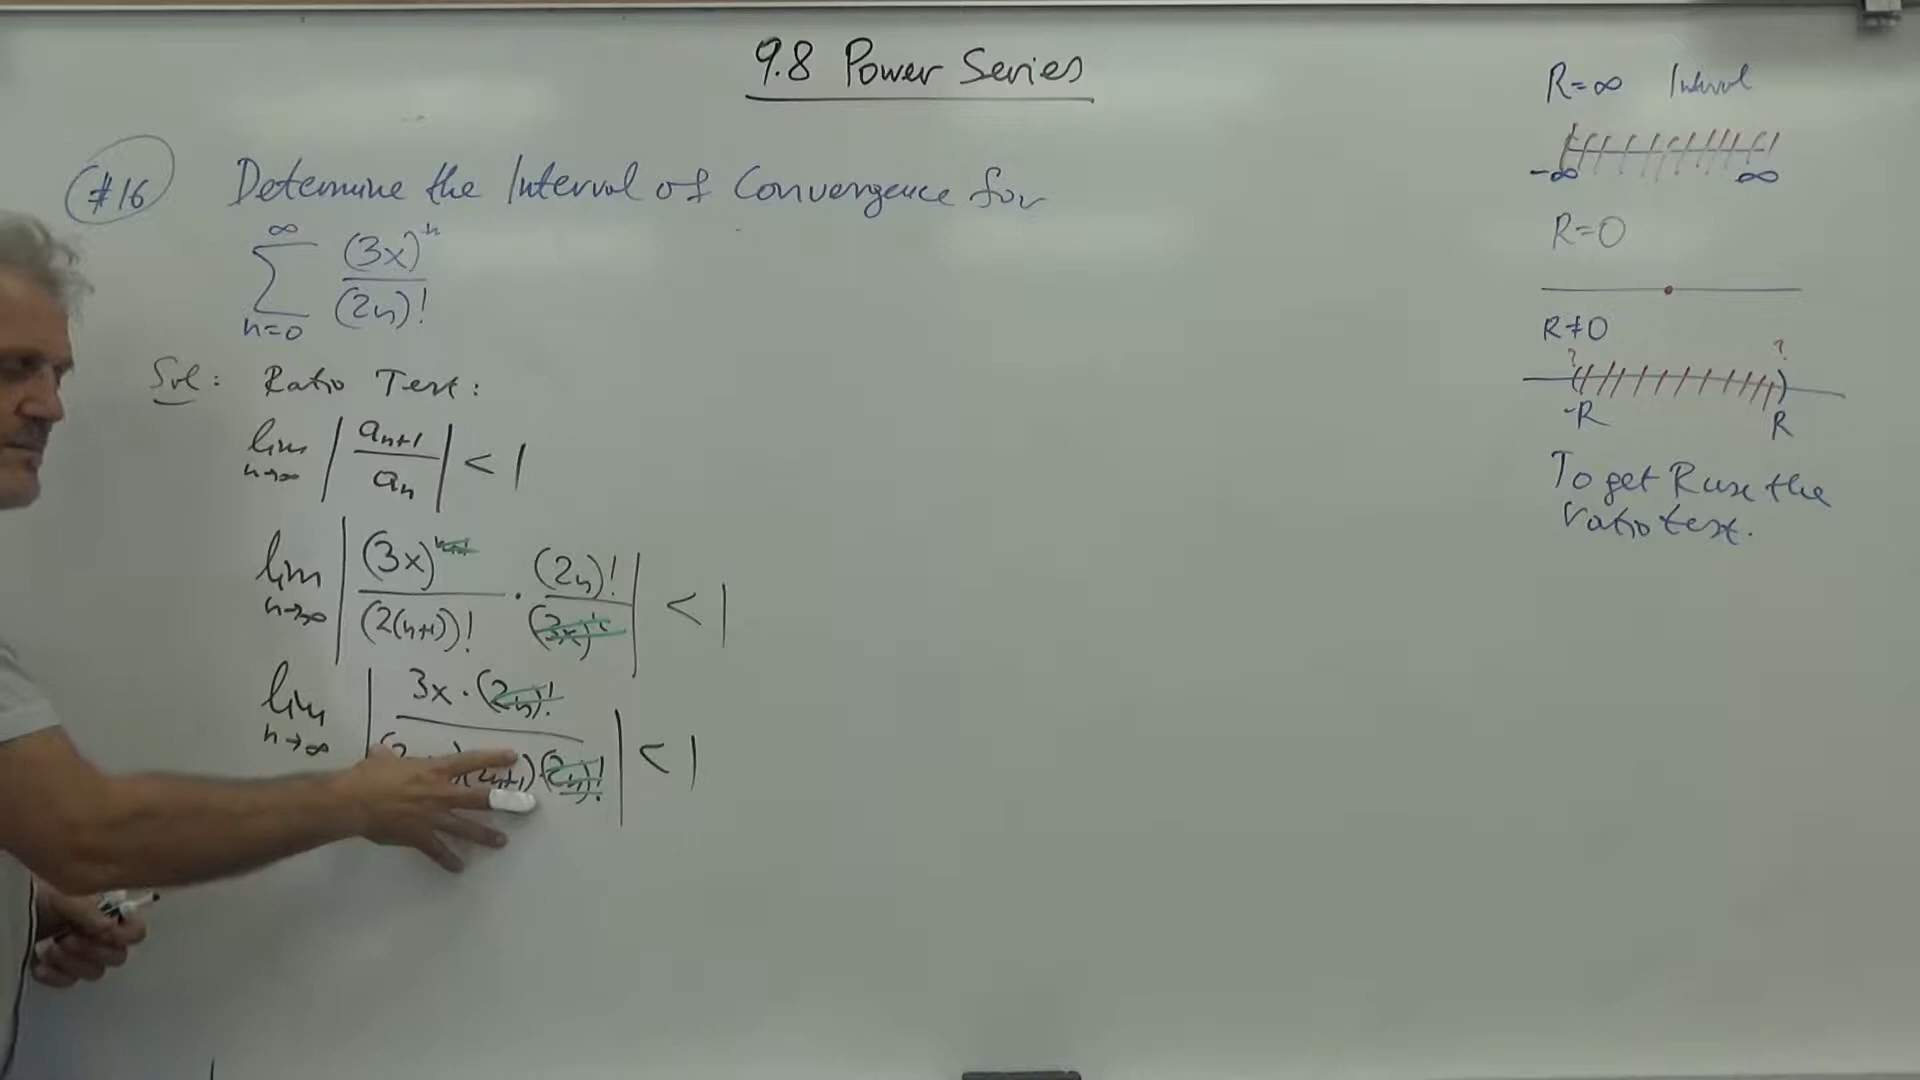 9.8 Power Series
#16 Determine the Interval of Convergence for
∞
∑ (3x)^n / (2n)!
n=0
Sol: Ratio Test:
lim n→∞ | a_{n+1} / a_n | < 1
lim n→∞ | (3x)^{n+1} / (2(n+1))! · (2n)! / (3x)^n | < 1
lim n→∞ | 3x · (2n)! / (2 )(2n+1)(2n)! | < 1
R=∞ Interval
-∞ ∞
R=0
R≠0
? ?
-R R
To get R use the
ratio test.